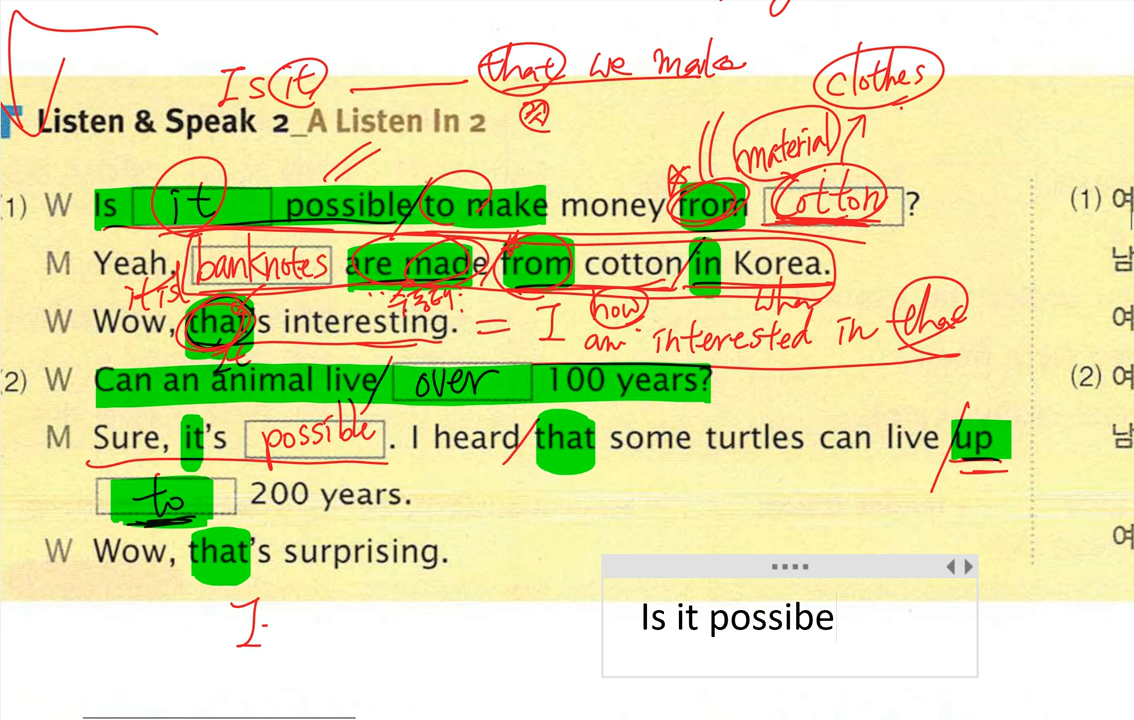 Is it that we make clothes
Listen & Speak 2_A Listen In 2
material
1) W Is it possible to make money from Cotton ? (1) 여
M Yeah, banknotes are made from cotton in Korea. 남
it is how when
W Wow, that's interesting. = I am interested in that 여
It
2) W Can an animal live over 100 years? (2) 여
M Sure, it's possible. I heard that some turtles can live up 남
to 200 years.
W Wow, that's surprising. 여
I
Is it possibe